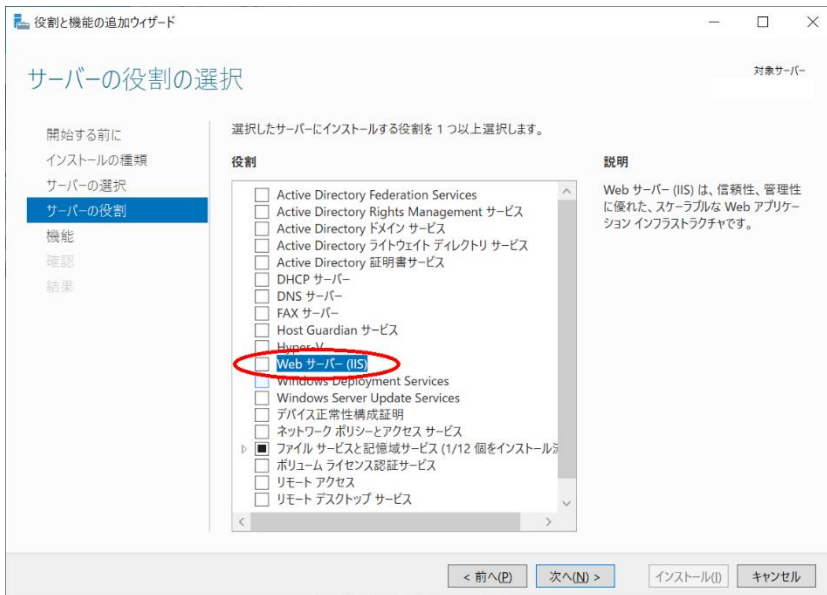 役割と機能の追加ウィザード
サーバーの役割の選択
対象サーバー
開始する前に
インストールの種類
サーバーの選択
サーバーの役割
機能
確認
結果
選択したサーバーにインストールする役割を 1 つ以上選択します。
役割
Active Directory Federation Services
Active Directory Rights Management サービス
Active Directory ドメイン サービス
Active Directory ライトウェイト ディレクトリ サービス
Active Directory 証明書サービス
DHCP サーバー
DNS サーバー
FAX サーバー
Host Guardian サービス
Hyper-V
Web サーバー (IIS)
Windows Deployment Services
Windows Server Update Services
デバイス正常性構成証明
ネットワーク ポリシーとアクセス サービス
ファイル サービスと記憶域サービス (1/12 個をインストール済
ボリューム ライセンス認証サービス
リモート アクセス
リモート デスクトップ サービス
説明
Web サーバー (IIS) は、信頼性、管理性
に優れた、スケーラブルな Web アプリケー
ション インフラストラクチャです。
< 前へ(P)
次へ(N) >
インストール(I)
キャンセル